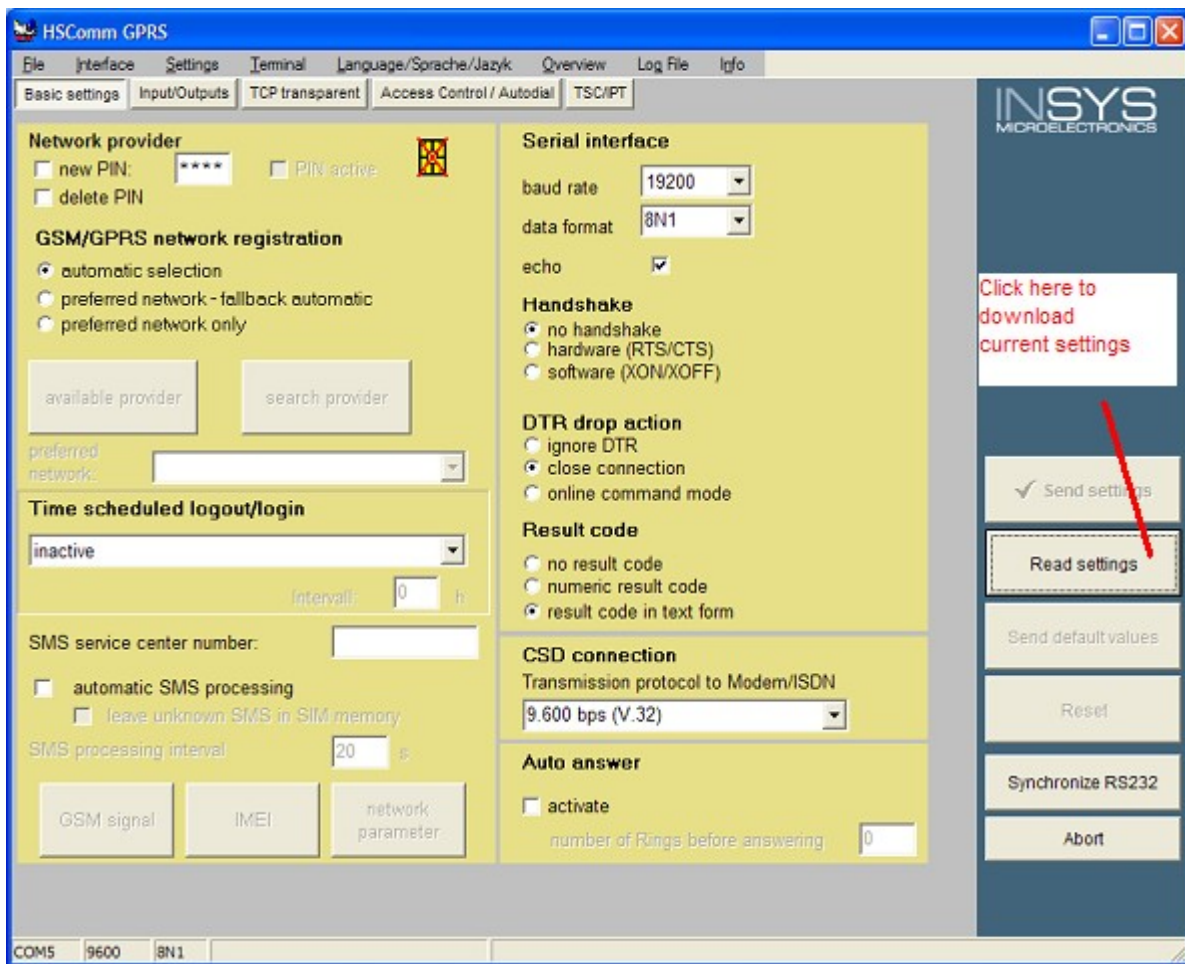 HSComm GPRS
File Interface Settings Terminal Language/Sprache/Jazyk Overview Log File Info
Basic settings Input/Outputs TCP transparent Access Control / Autodial TSC/IPT
INSYS
MICROELECTRONICS
Network provider
new PIN: **** PIN active
delete PIN
GSM/GPRS network registration
automatic selection
preferred network - fallback automatic
preferred network only
available provider search provider
preferred
network:
Time scheduled logout/login
inactive
Intervall: 0 h
SMS service center number:
automatic SMS processing
leave unknown SMS in SIM memory
SMS processing interval 20 s
GSM signal IMEI network
parameter
Serial interface
baud rate 19200
data format 8N1
echo
Handshake
no handshake
hardware (RTS/CTS)
software (XON/XOFF)
DTR drop action
ignore DTR
close connection
online command mode
Result code
no result code
numeric result code
result code in text form
CSD connection
Transmission protocol to Modem/ISDN
9.600 bps (V.32)
Auto answer
activate
number of Rings before answering 0
Click here to
download
current settings
Send settings
Read settings
Send default values
Reset
Synchronize RS232
Abort
COM5 9600 8N1